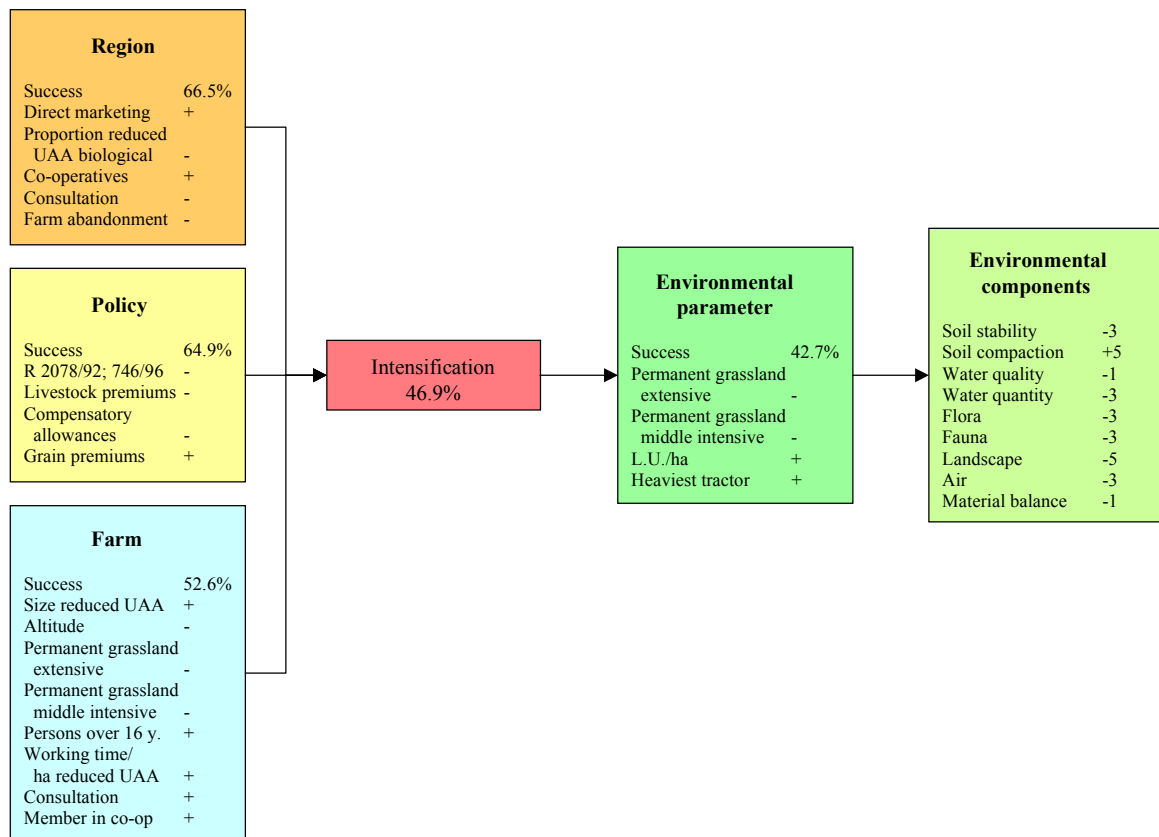 Region
Success 66.5%
Direct marketing +
Proportion reduced
UAA biological -
Co-operatives +
Consultation -
Farm abandonment -
Policy
Success 64.9%
R 2078/92; 746/96 -
Livestock premiums -
Compensatory
allowances -
Grain premiums +
Farm
Success 52.6%
Size reduced UAA +
Altitude -
Permanent grassland
extensive -
Permanent grassland
middle intensive -
Persons over 16 y. +
Working time/
ha reduced UAA +
Consultation +
Member in co-op +
Intensification
46.9%
Environmental
parameter
Success 42.7%
Permanent grassland
extensive -
Permanent grassland
middle intensive -
L.U./ha +
Heaviest tractor +
Environmental
components
Soil stability -3
Soil compaction +5
Water quality -1
Water quantity -3
Flora -3
Fauna -3
Landscape -5
Air -3
Material balance -1